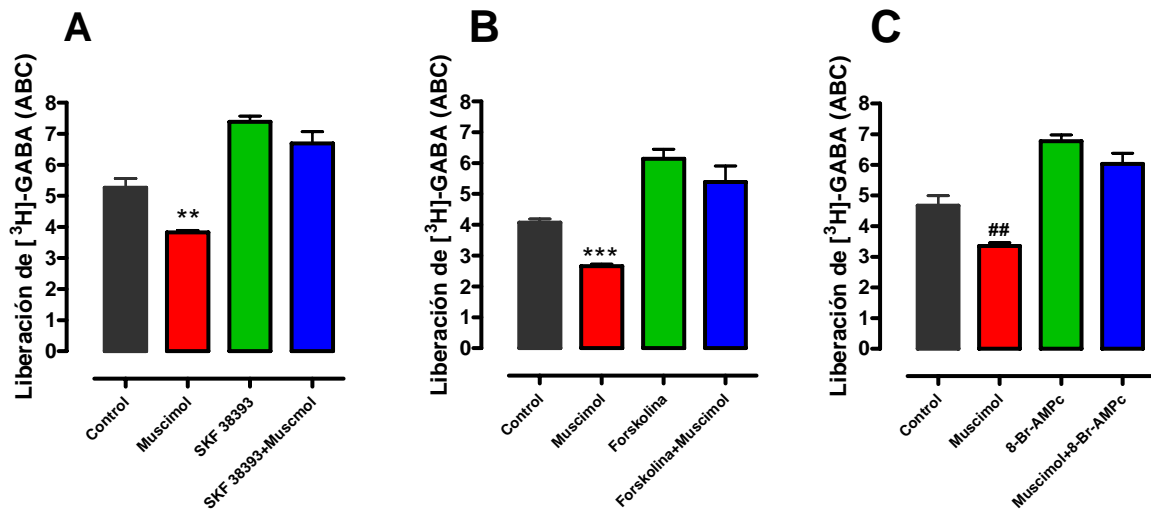 A
Liberación de [³H]-GABA (ABC)
8
7
6
5
4
3
2
1
0
**
Control
Muscimol
SKF 38393
SKF 38393+Muscmol
B
Liberación de [³H]-GABA (ABC)
8
7
6
5
4
3
2
1
0
***
Control
Muscimol
Forskolina
Forskolina+Muscimol
C
Liberación de [³H]-GABA (ABC)
8
7
6
5
4
3
2
1
0
##
Control
Muscimol
8-Br-AMPc
Muscimol+8-Br-AMPc